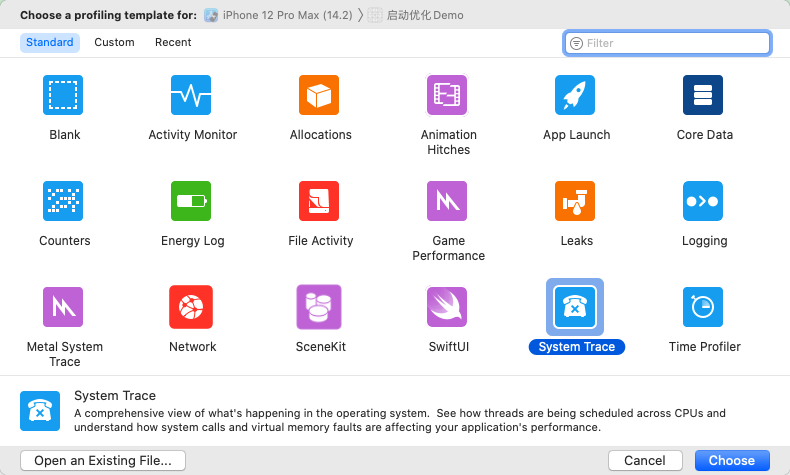 Choose a profiling template for: iPhone 12 Pro Max (14.2) 启动优化Demo
Standard Custom Recent Filter
Blank Activity Monitor Allocations Animation Hitches App Launch Core Data
Counters Energy Log File Activity Game Performance Leaks Logging
Metal System Trace Network SceneKit SwiftUI System Trace Time Profiler
System Trace
A comprehensive view of what's happening in the operating system. See how threads are being scheduled across CPUs and
understand how system calls and virtual memory faults are affecting your application's performance.
Open an Existing File... Cancel Choose